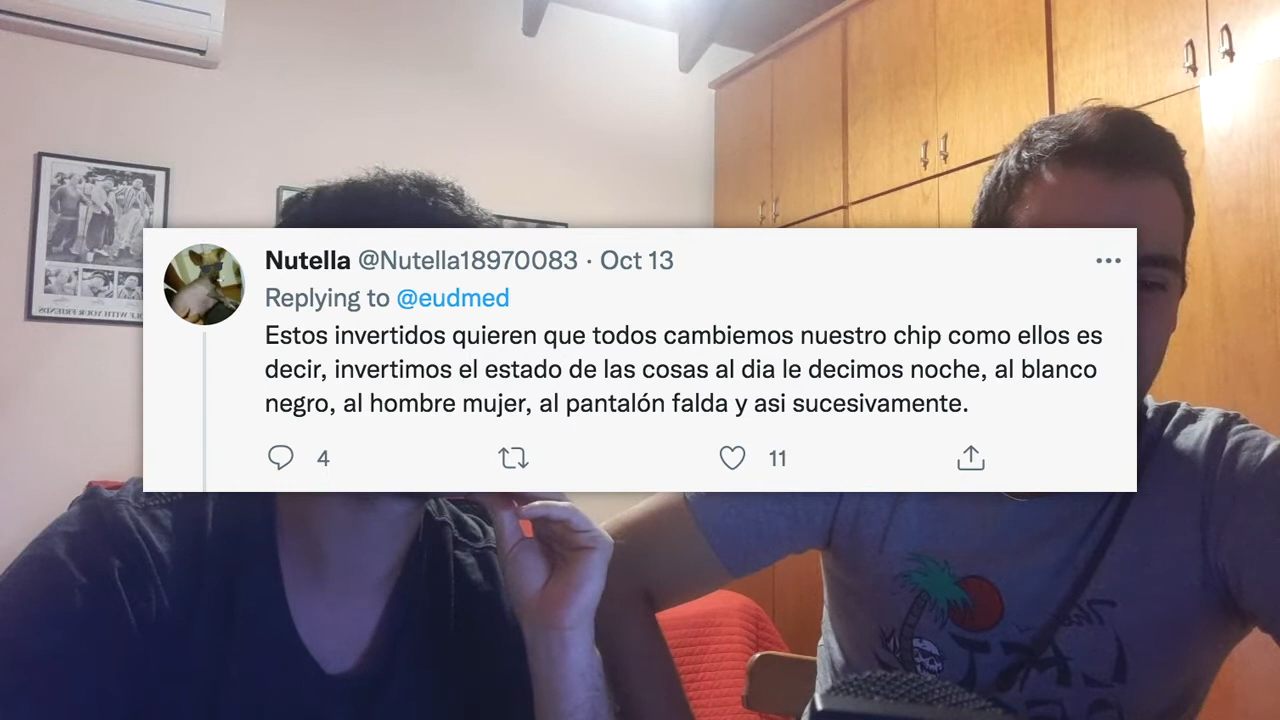 Nutella @Nutella18970083 · Oct 13
Replying to @eudmed
Estos invertidos quieren que todos cambiemos nuestro chip como ellos es
decir, invertimos el estado de las cosas al dia le decimos noche, al blanco
negro, al hombre mujer, al pantalón falda y asi sucesivamente.
4 11